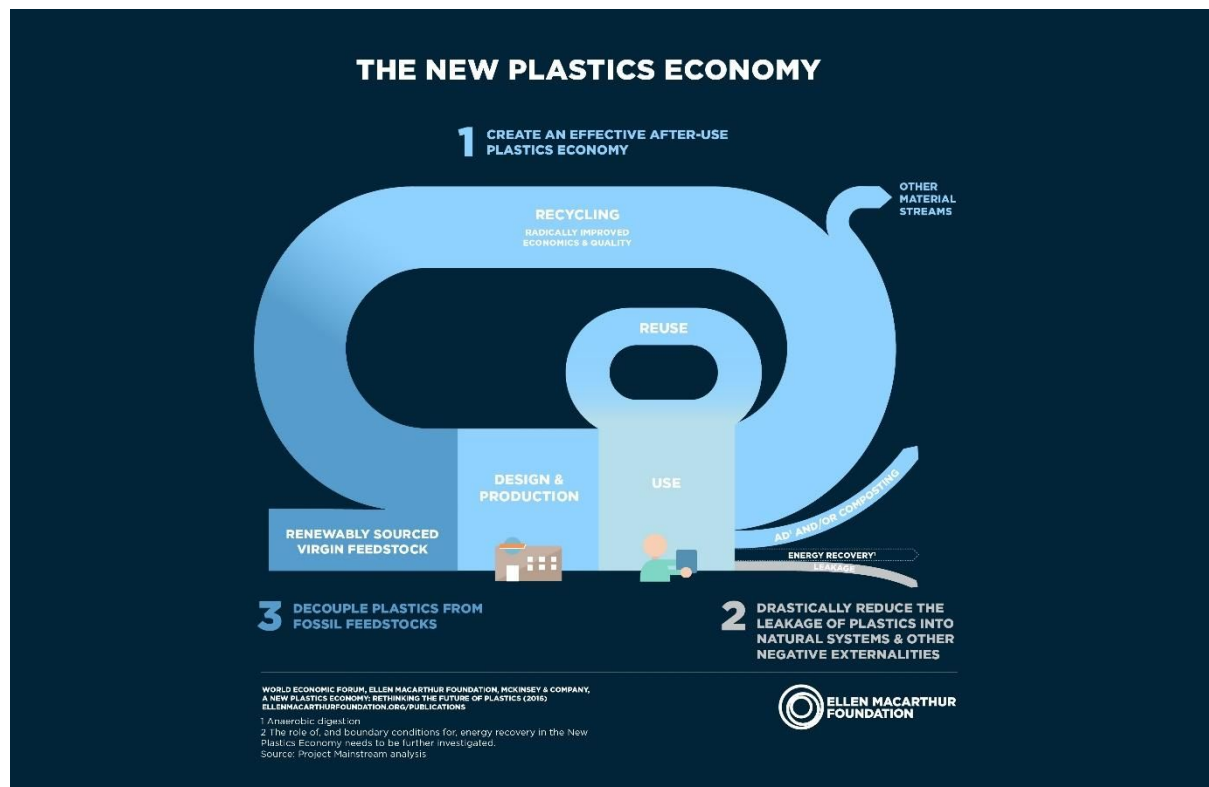 THE NEW PLASTICS ECONOMY
1 CREATE AN EFFECTIVE AFTER-USE
PLASTICS ECONOMY
OTHER
MATERIAL
STREAMS
RECYCLING
RADICALLY IMPROVED
ECONOMICS & QUALITY
REUSE
DESIGN &
PRODUCTION
USE
RENEWABLY SOURCED
VIRGIN FEEDSTOCK
AD¹ AND/OR COMPOSTING
ENERGY RECOVERY¹
LEAKAGE
3 DECOUPLE PLASTICS FROM
FOSSIL FEEDSTOCKS
2 DRASTICALLY REDUCE THE
LEAKAGE OF PLASTICS INTO
NATURAL SYSTEMS & OTHER
NEGATIVE EXTERNALITIES
WORLD ECONOMIC FORUM, ELLEN MACARTHUR FOUNDATION, MCKINSEY & COMPANY,
A NEW PLASTICS ECONOMY: RETHINKING THE FUTURE OF PLASTICS (2016)
ELLENMACARTHURFOUNDATION.ORG/PUBLICATIONS
1 Anaerobic digestion
2 The role of, and boundary conditions for, energy recovery in the New
Plastics Economy needs to be further investigated.
Source: Project Mainstream analysis
ELLEN MACARTHUR
FOUNDATION